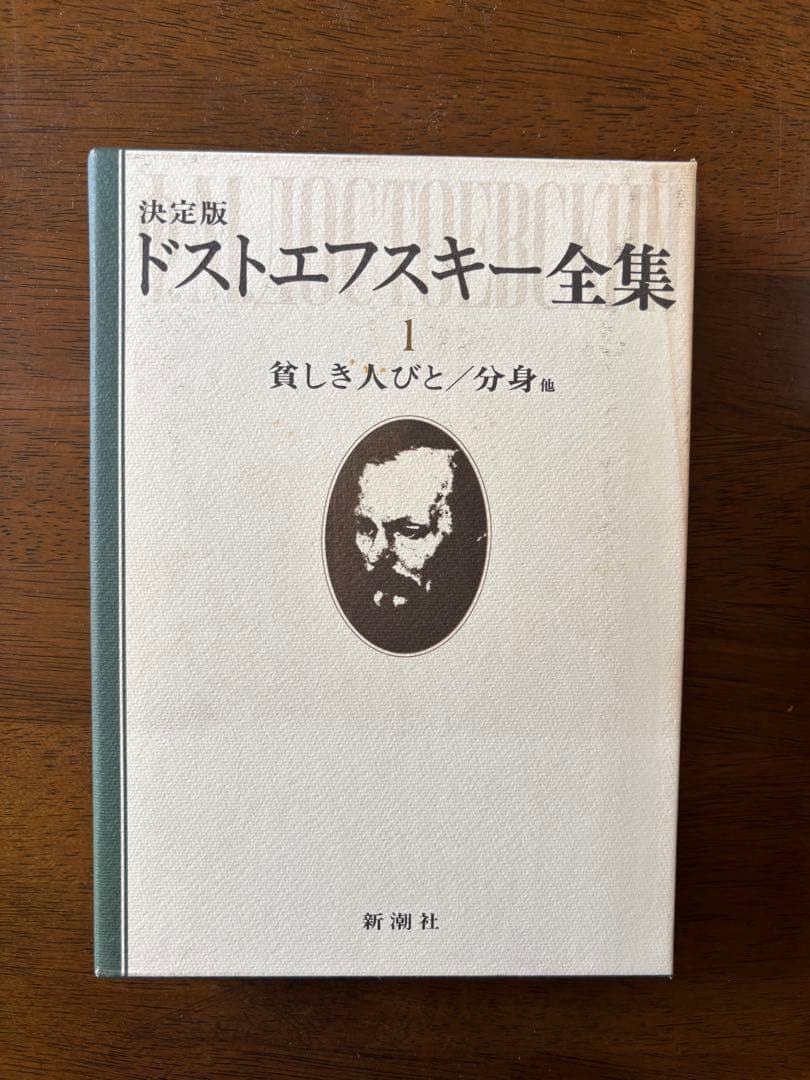 Ф.М.ДОСТОЕВСКИЙ
決定版
ドストエフスキー全集
1
貧しき人びと／分身 他
新潮社